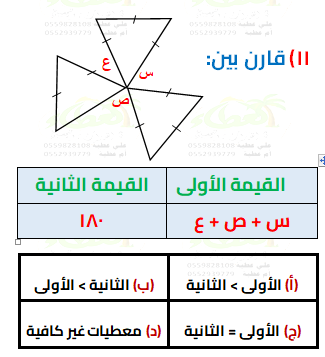 ١١) قارن بين:
ع
س
ص
القيمة الأولى
القيمة الثانية
س + ص + ع
١٨٠
(أ) الأولى > الثانية
(ب) الثانية > الأولى
(ج) الأولى = الثانية
(د) معطيات غير كافية